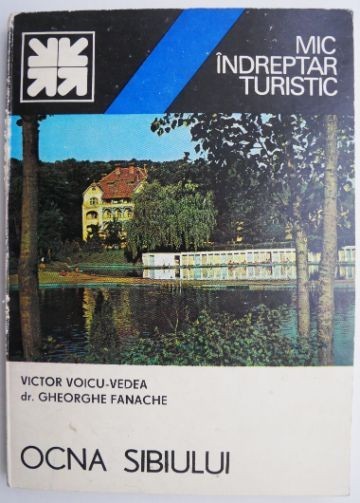 MIC
ÎNDREPTAR
TURISTIC
VICTOR VOICU-VEDEA
dr. GHEORGHE FANACHE
OCNA SIBIULUI